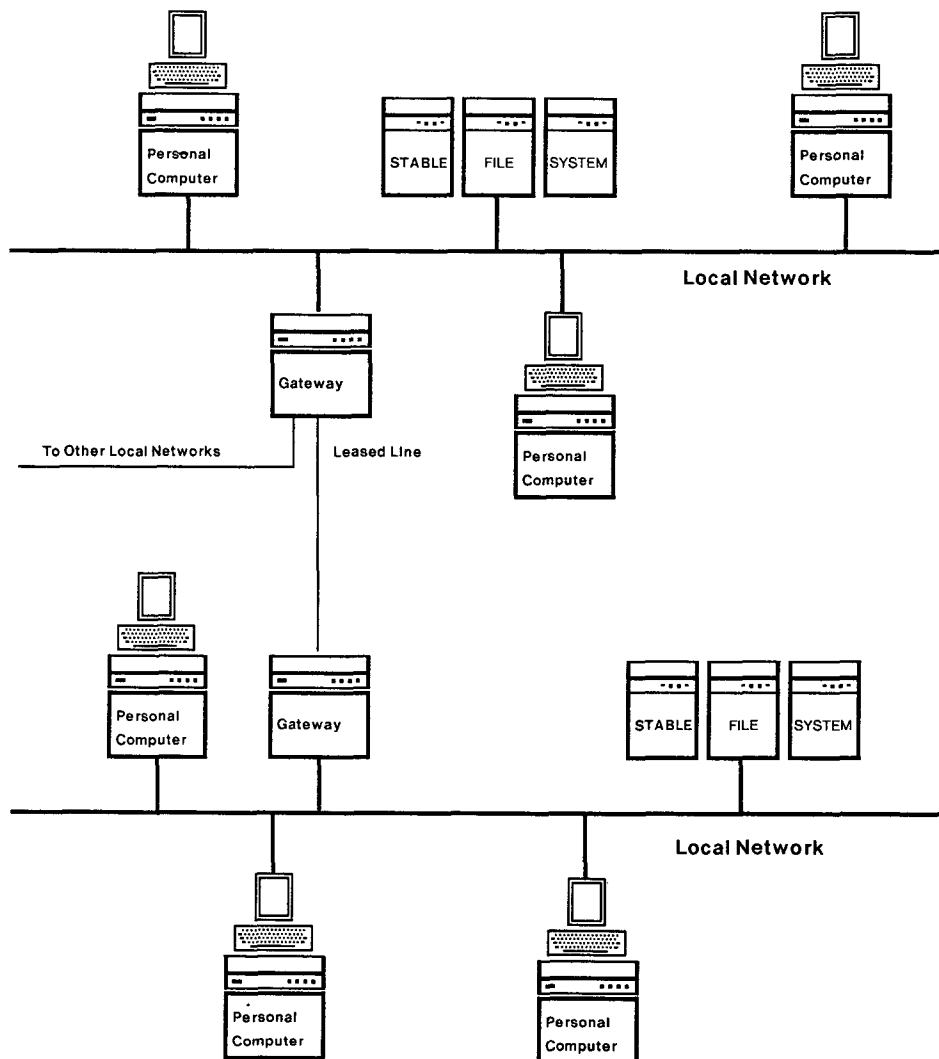 Personal
Computer
STABLE
FILE
SYSTEM
Personal
Computer
Local Network
Gateway
To Other Local Networks
Leased Line
Personal
Computer
Personal
Computer
Gateway
STABLE
FILE
SYSTEM
Local Network
Personal
Computer
Personal
Computer